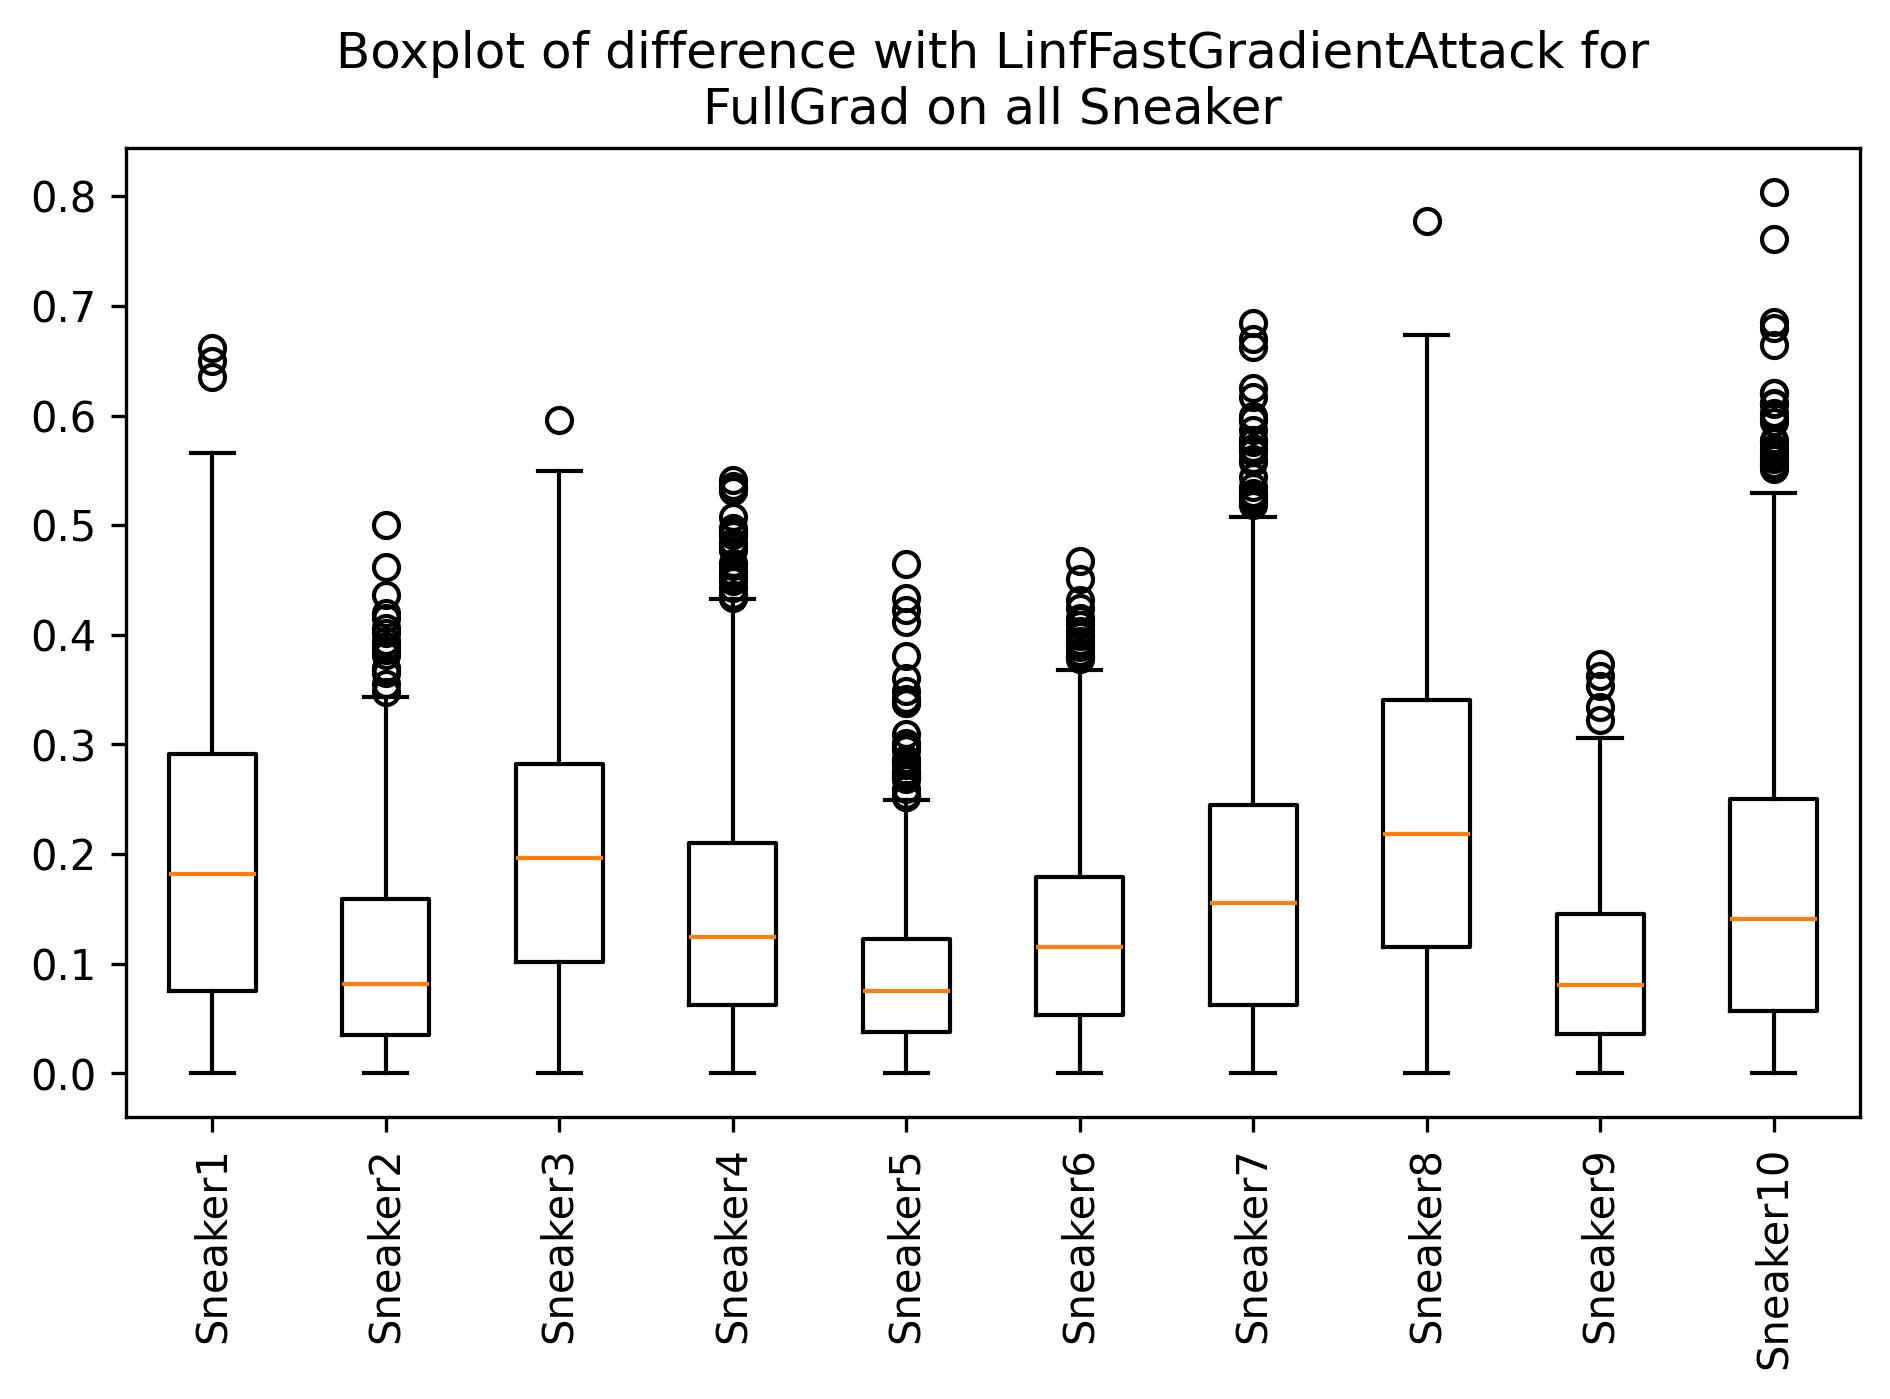 Boxplot of difference with LinfFastGradientAttack for
FullGrad on all Sneaker
0.8
0.7
0.6
0.5
0.4
0.3
0.2
0.1
0.0
Sneaker1
Sneaker2
Sneaker3
Sneaker4
Sneaker5
Sneaker6
Sneaker7
Sneaker8
Sneaker9
Sneaker10